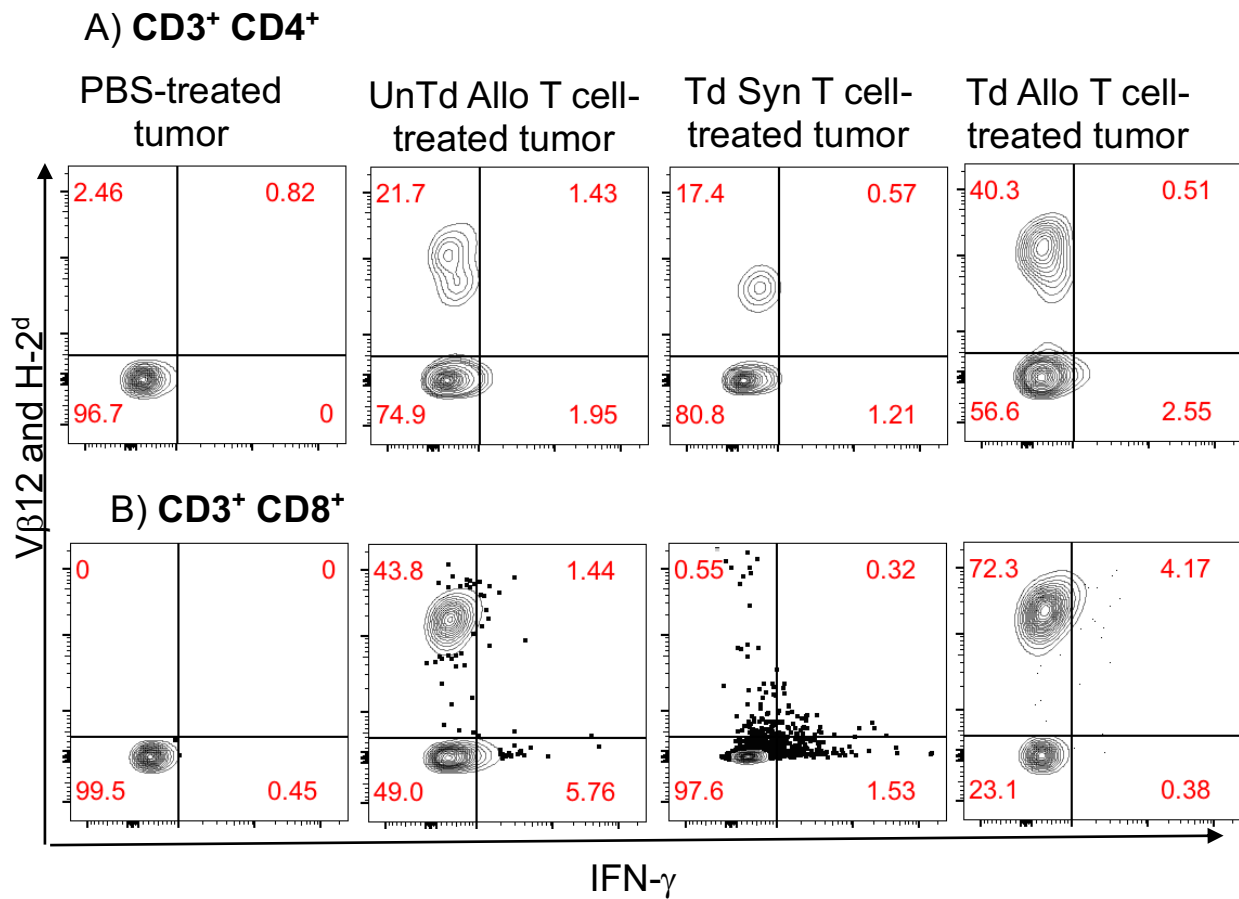 A) CD3⁺ CD4⁺
PBS-treated
tumor
UnTd Allo T cell-
treated tumor
Td Syn T cell-
treated tumor
Td Allo T cell-
treated tumor
2.46 0.82
96.7 0
21.7 1.43
74.9 1.95
17.4 0.57
80.8 1.21
40.3 0.51
56.6 2.55
Vβ12 and H-2ᵈ
B) CD3⁺ CD8⁺
0 0
99.5 0.45
43.8 1.44
49.0 5.76
0.55 0.32
97.6 1.53
72.3 4.17
23.1 0.38
IFN-γ